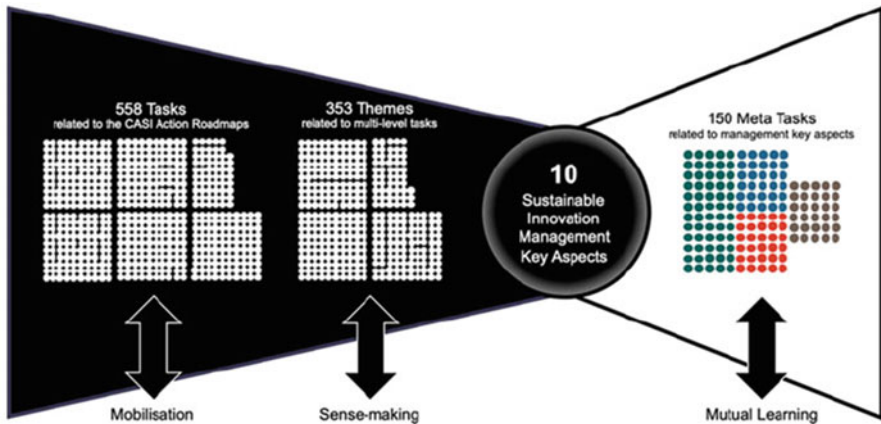 558 Tasks
related to the CASI Action Roadmaps
353 Themes
related to multi-level tasks
10
Sustainable
Innovation
Management
Key Aspects
150 Meta Tasks
related to management key aspects
Mobilisation
Sense-making
Mutual Learning